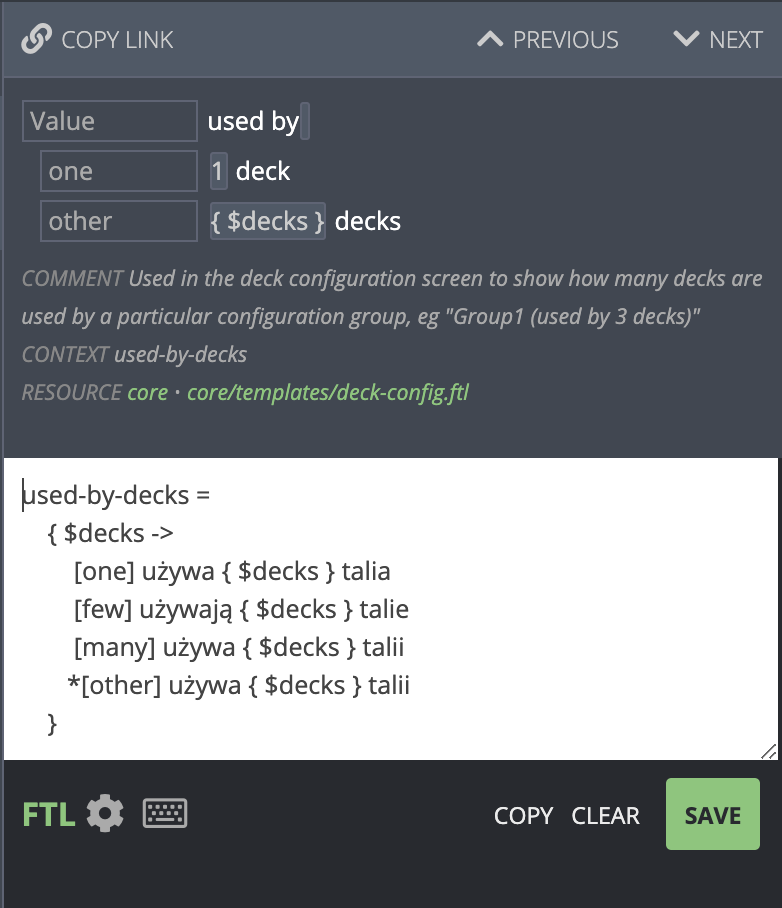 COPY LINK PREVIOUS NEXT
Value used by
one 1 deck
other { $decks } decks
COMMENT Used in the deck configuration screen to show how many decks are
used by a particular configuration group, eg "Group1 (used by 3 decks)"
CONTEXT used-by-decks
RESOURCE core • core/templates/deck-config.ftl
used-by-decks =
{ $decks ->
[one] używa { $decks } talia
[few] używają { $decks } talie
[many] używa { $decks } talii
*[other] używa { $decks } talii
}
FTL COPY CLEAR SAVE